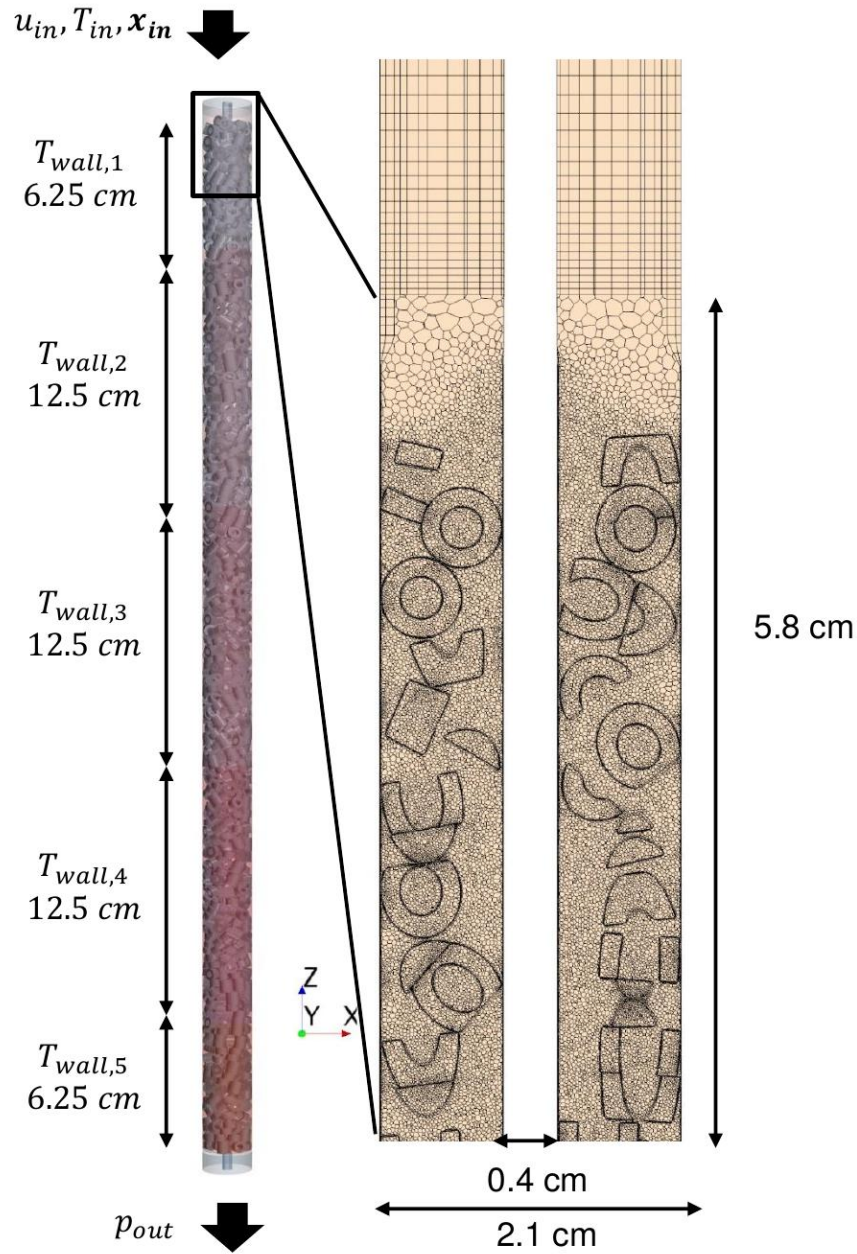 u_in, T_in, x_in
T_wall,1
6.25 cm
T_wall,2
12.5 cm
T_wall,3
12.5 cm
T_wall,4
12.5 cm
T_wall,5
6.25 cm
p_out
Z
Y X
5.8 cm
0.4 cm
2.1 cm